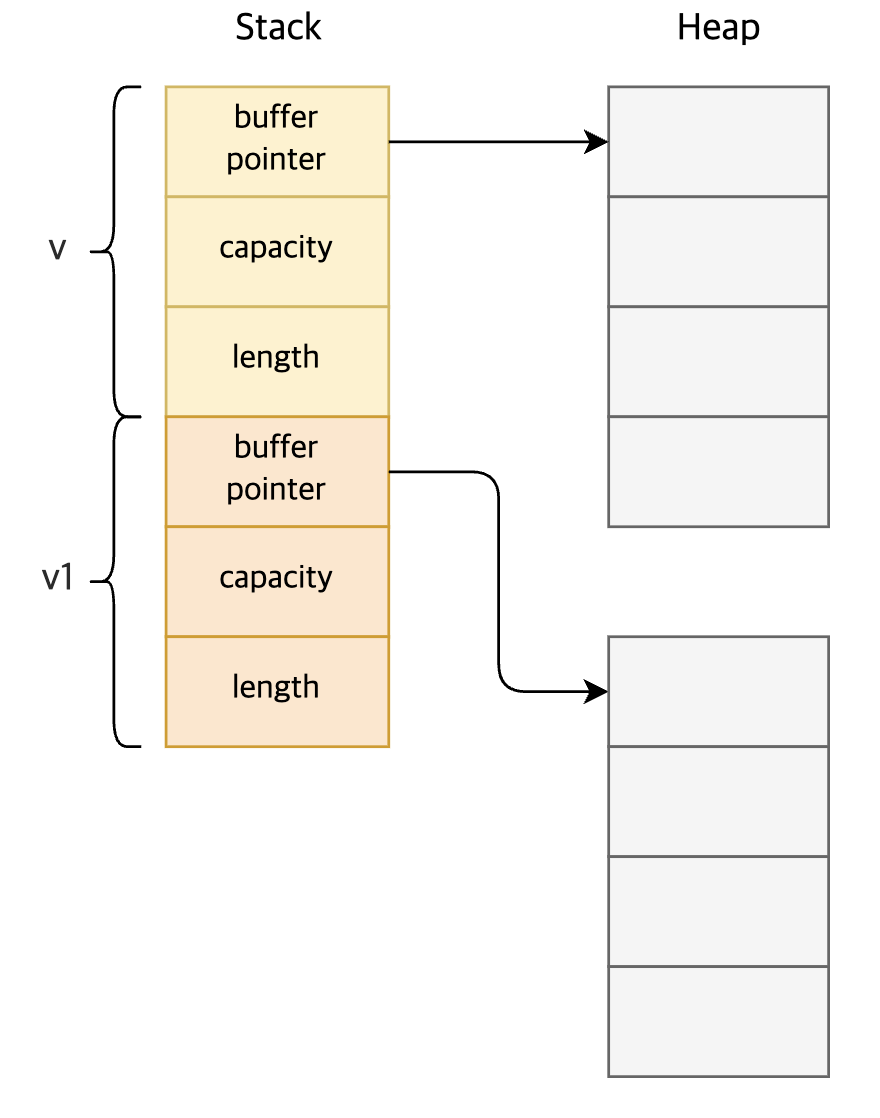 Stack
Heap
v
buffer
pointer
capacity
length
v1
buffer
pointer
capacity
length